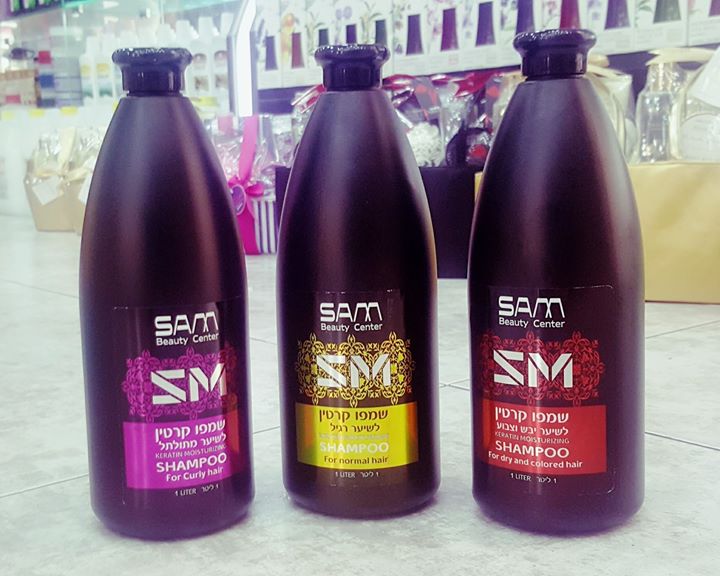 SAM
Beauty Center
SM
שמפו קרטין
לשיער מתולתל
KERATIN MOISTURIZING
SHAMPOO
For Curly hair
1 LITER 1 ליטר
SAM
Beauty Center
SM
שמפו קרטין
לשיער רגיל
SHAMPOO
For normal hair
1 LITER 1 ליטר
SAM
Beauty Center
SM
שמפו קרטין
לשיער יבש וצבוע
KERATIN MOISTURIZING
SHAMPOO
For dry and colored hair
1 LITER 1 ליטר